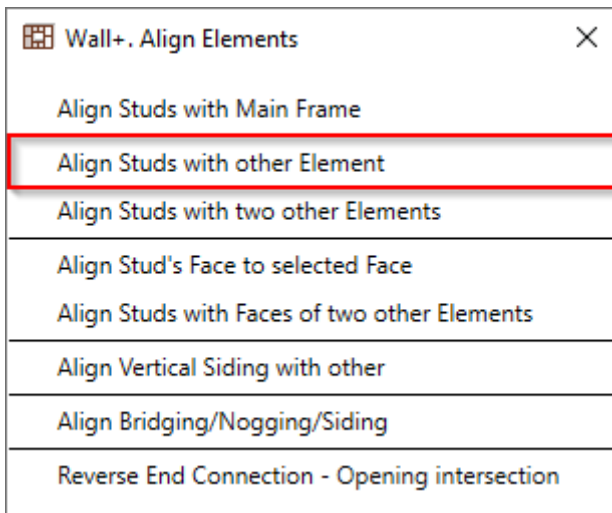 Wall+. Align Elements
Align Studs with Main Frame
Align Studs with other Element
Align Studs with two other Elements
Align Stud's Face to selected Face
Align Studs with Faces of two other Elements
Align Vertical Siding with other
Align Bridging/Nogging/Siding
Reverse End Connection - Opening intersection